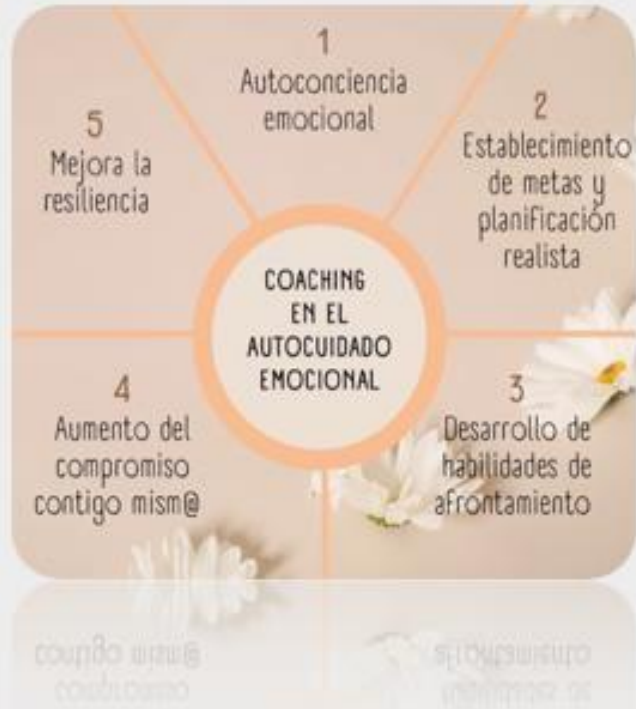 COACHING
EN EL
AUTOCUIDADO
EMOCIONAL
1
Autoconciencia
emocional
2
Establecimiento
de metas y
planificación
realista
3
Desarrollo de
habilidades de
afrontamiento
4
Aumento del
compromiso
contigo mism@
5
Mejora la
resiliencia